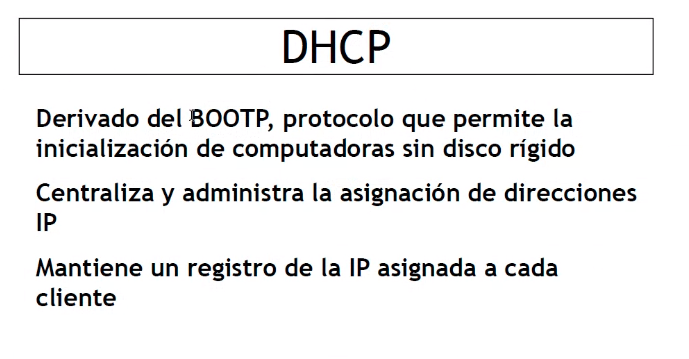 DHCP
Derivado del BOOTP, protocolo que permite la
inicialización de computadoras sin disco rígido
Centraliza y administra la asignación de direcciones
IP
Mantiene un registro de la IP asignada a cada
cliente